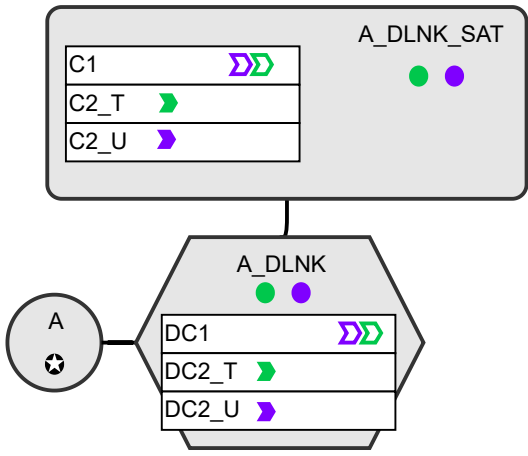 A_DLNK_SAT
C1
C2_T
C2_U
A_DLNK
A
DC1
DC2_T
DC2_U